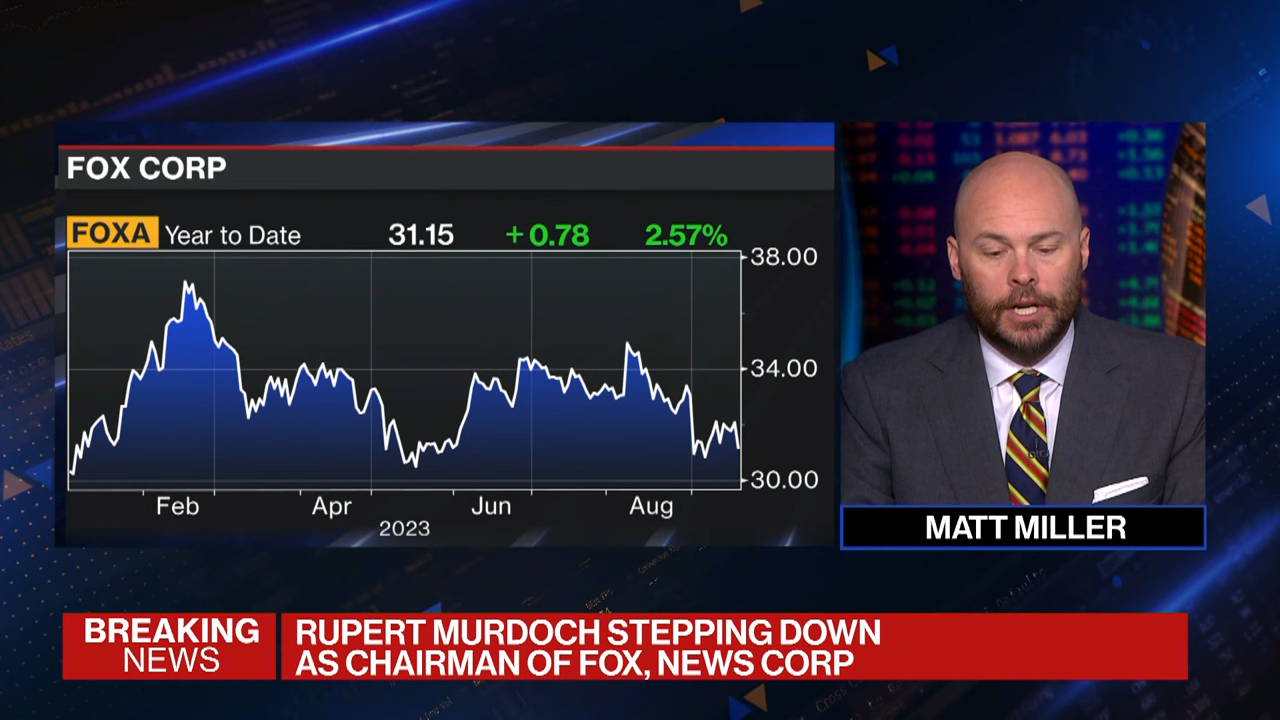 FOX CORP
FOXA Year to Date 31.15 +0.78 2.57%
38.00
34.00
30.00
Feb Apr Jun Aug
2023
MATT MILLER
BREAKING
NEWS
RUPERT MURDOCH STEPPING DOWN
AS CHAIRMAN OF FOX, NEWS CORP